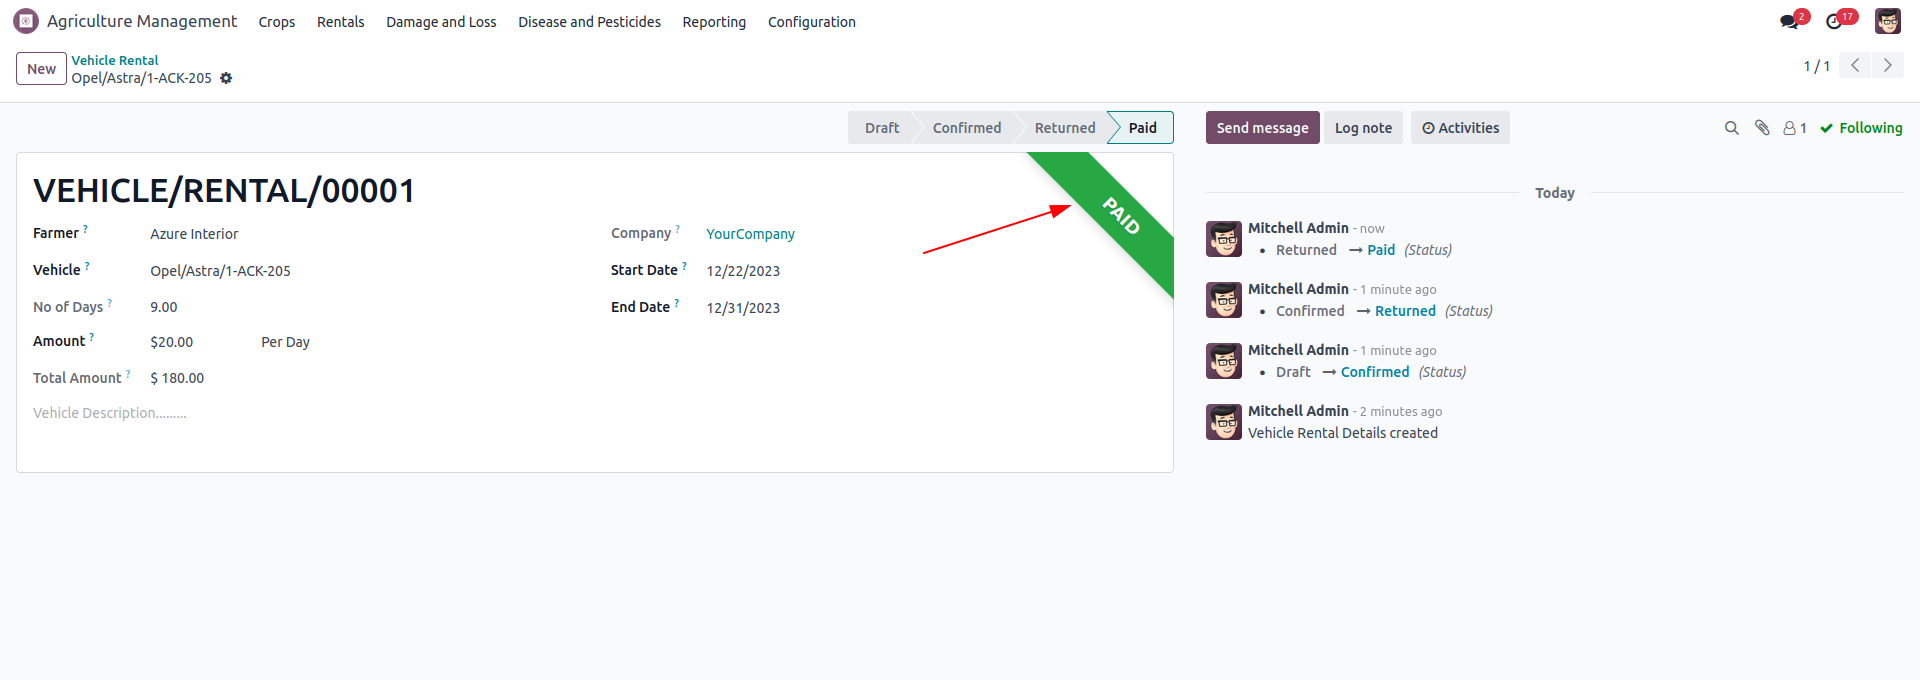 Agriculture Management Crops Rentals Damage and Loss Disease and Pesticides Reporting Configuration 2 17
New Vehicle Rental
Opel/Astra/1-ACK-205
1 / 1
Draft Confirmed Returned Paid
Send message Log note Activities 1 Following
VEHICLE/RENTAL/00001
PAID
Farmer ? Azure Interior
Company ? YourCompany
Vehicle ? Opel/Astra/1-ACK-205
Start Date ? 12/22/2023
No of Days ? 9.00
End Date ? 12/31/2023
Amount ? $20.00 Per Day
Total Amount ? $ 180.00
Vehicle Description.........
Today
Mitchell Admin - now
• Returned → Paid (Status)
Mitchell Admin - 1 minute ago
• Confirmed → Returned (Status)
Mitchell Admin - 1 minute ago
• Draft → Confirmed (Status)
Mitchell Admin - 2 minutes ago
Vehicle Rental Details created